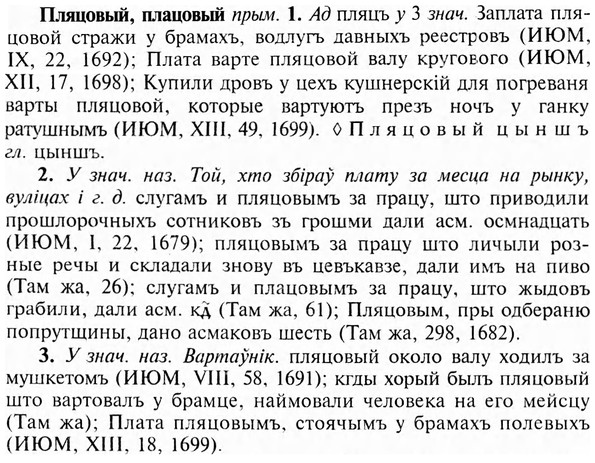 Пляцовый, плацовый прым. 1. Ад пляцъ у 3 знач. Заплата пля-
цовой стражи у брамахъ, водлугъ давныхъ реестровъ (ИЮМ,
IX, 22, 1692); Плата варте пляцовой валу кругового (ИЮМ,
XII, 17, 1698); Купили дровъ у цехъ кушнерскій для погреваня
варты пляцовой, которые вартуютъ презъ ночъ у ганку
ратушнымъ (ИЮМ, XIII, 49, 1699). ◊ Пляцовый цыншъ
гл. цыншъ.
2. У знач. наз. Той, хто збіраў плату за месца на рынку,
вуліцах і г. д. слугамъ и пляцовымъ за працу, што приводили
прошлорочныхъ сотниковъ зъ грошми дали асм. осмнадцать
(ИЮМ, I, 22, 1679); пляцовымъ за працу што личыли роз-
ные речы и складали знову въ цевъкавзе, дали имъ на пиво
(Там жа, 26); слугамъ и плацовымъ за працу, што жыдовъ
грабили, дали асм. кд҃ (Там жа, 61); Пляцовым, пры одбераню
попрутщины, дано асмаковъ шесть (Там жа, 298, 1682).
3. У знач. наз. Вартаўнік. пляцовый около валу ходилъ за
мушкетомъ (ИЮМ, VIII, 58, 1691); кгды хорый былъ пляцовый
што вартовалъ у брамце, наймовали человека на его мейсцу
(Там жа); Плата пляцовымъ, стоячымъ у брамахъ полевыхъ
(ИЮМ, XIII, 18, 1699).